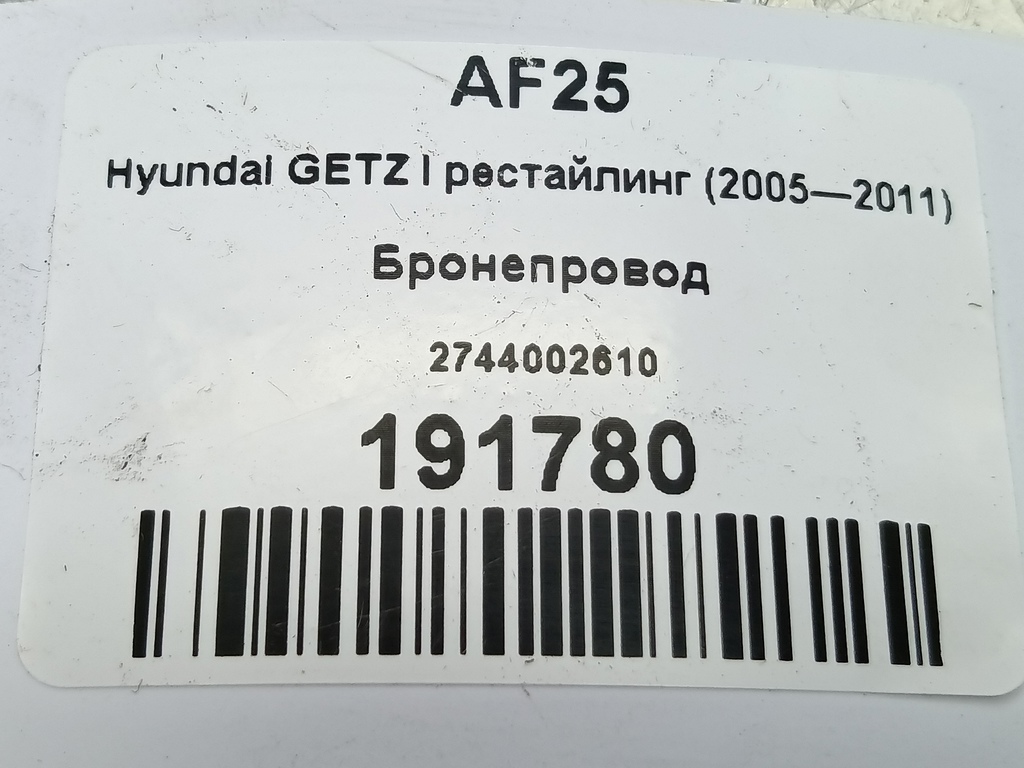 AF25
Hyundai GETZ I рестайлинг (2005—2011)
Бронепровод
2744002610
191780